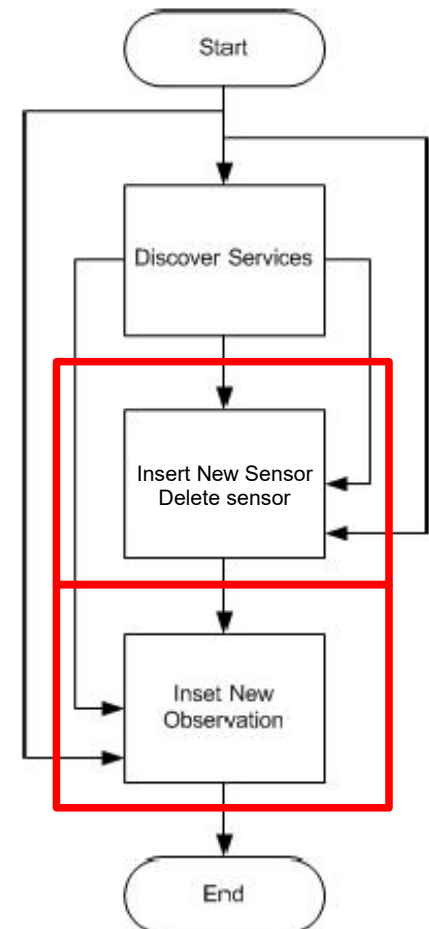 Start
Discover Services
Insert New Sensor
Delete sensor
Inset New
Observation
End